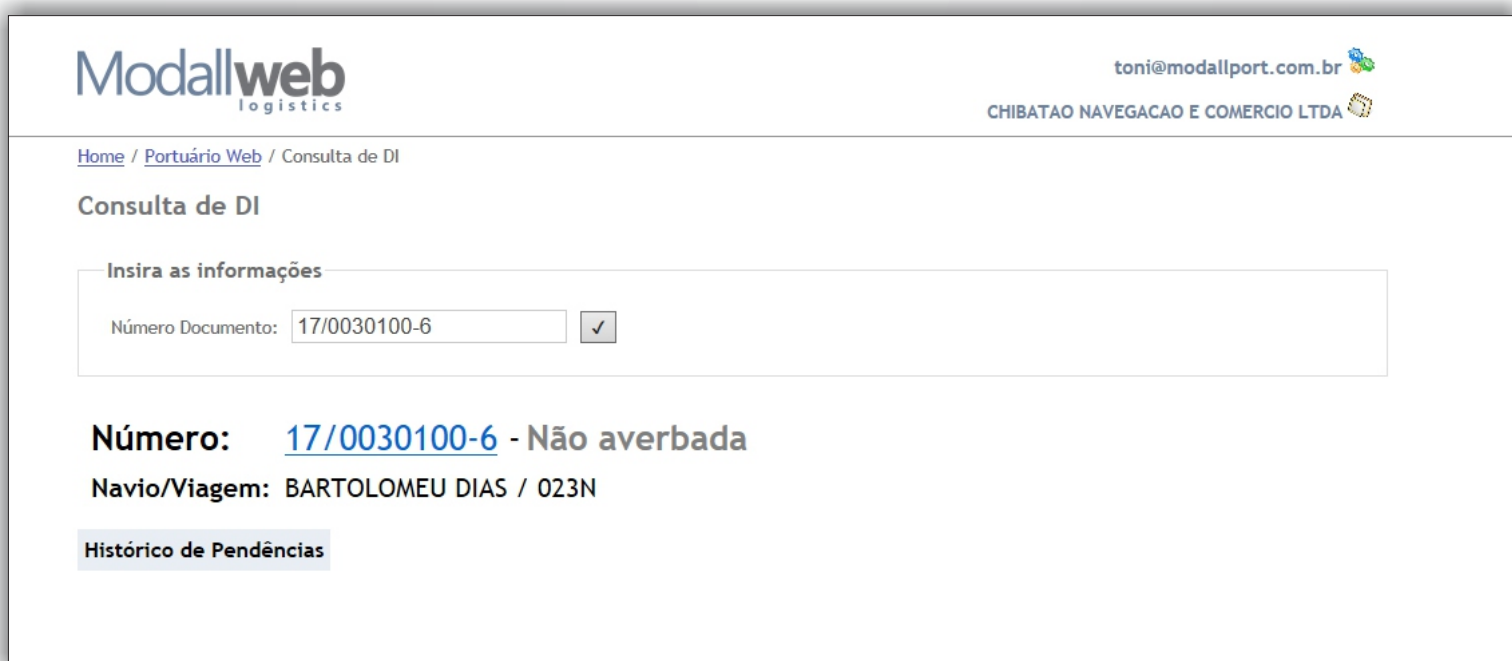 Modallweb
logistics
toni@modallport.com.br
CHIBATAO NAVEGACAO E COMERCIO LTDA
Home / Portuário Web / Consulta de DI
Consulta de DI
Insira as informações
Número Documento: 17/0030100-6 ✓
Número: 17/0030100-6 - Não averbada
Navio/Viagem: BARTOLOMEU DIAS / 023N
Histórico de Pendências